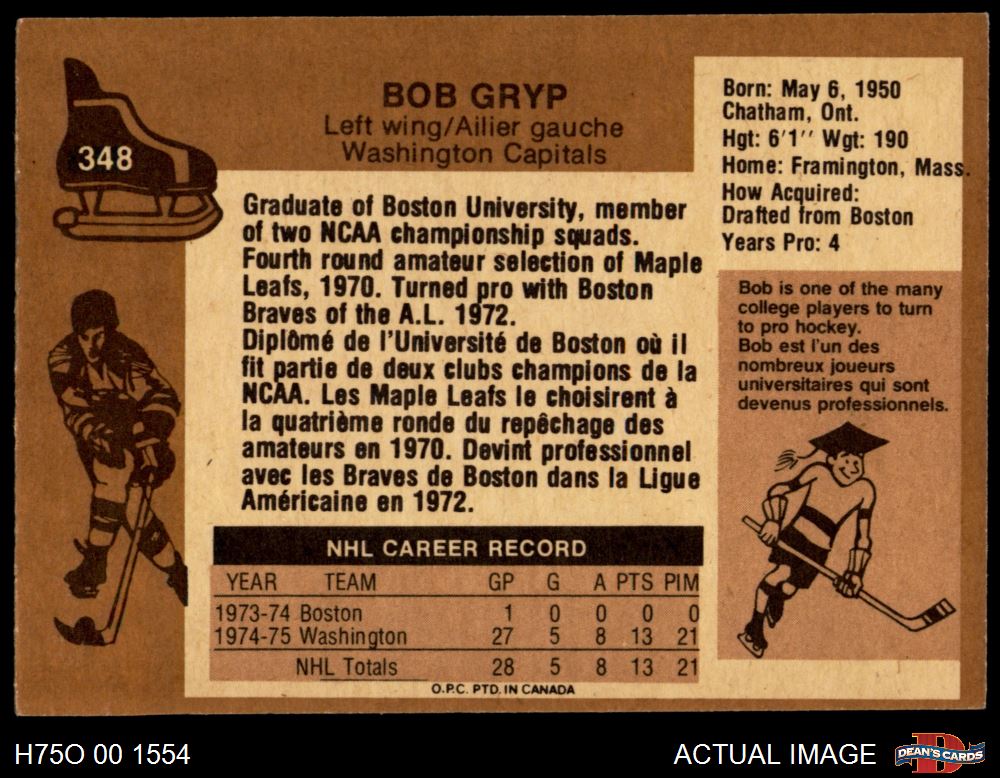 348
BOB GRYP
Left wing/Ailier gauche
Washington Capitals
Born: May 6, 1950
Chatham, Ont.
Hgt: 6'1'' Wgt: 190
Home: Framington, Mass.
How Acquired:
Drafted from Boston
Years Pro: 4
Graduate of Boston University, member
of two NCAA championship squads.
Fourth round amateur selection of Maple
Leafs, 1970. Turned pro with Boston
Braves of the A.L. 1972.
Diplômé de l'Université de Boston où il
fit partie de deux clubs champions de la
NCAA. Les Maple Leafs le choisirent à
la quatrième ronde du repêchage des
amateurs en 1970. Devint professionnel
avec les Braves de Boston dans la Ligue
Américaine en 1972.
Bob is one of the many
college players to turn
to pro hockey.
Bob est l'un des
nombreux joueurs
universitaires qui sont
devenus professionnels.
NHL CAREER RECORD
YEAR TEAM GP G A PTS PIM
1973-74 Boston 1 0 0 0 0
1974-75 Washington 27 5 8 13 21
NHL Totals 28 5 8 13 21
O.P.C. PTD. IN CANADA
H75O 00 1554
ACTUAL IMAGE
D
DEAN'S CARDS